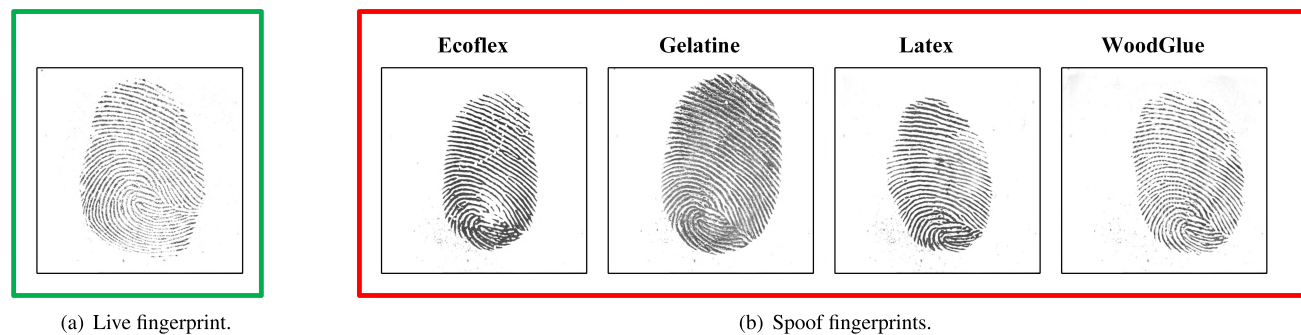 Ecoflex Gelatine Latex WoodGlue
(a) Live fingerprint. (b) Spoof fingerprints.